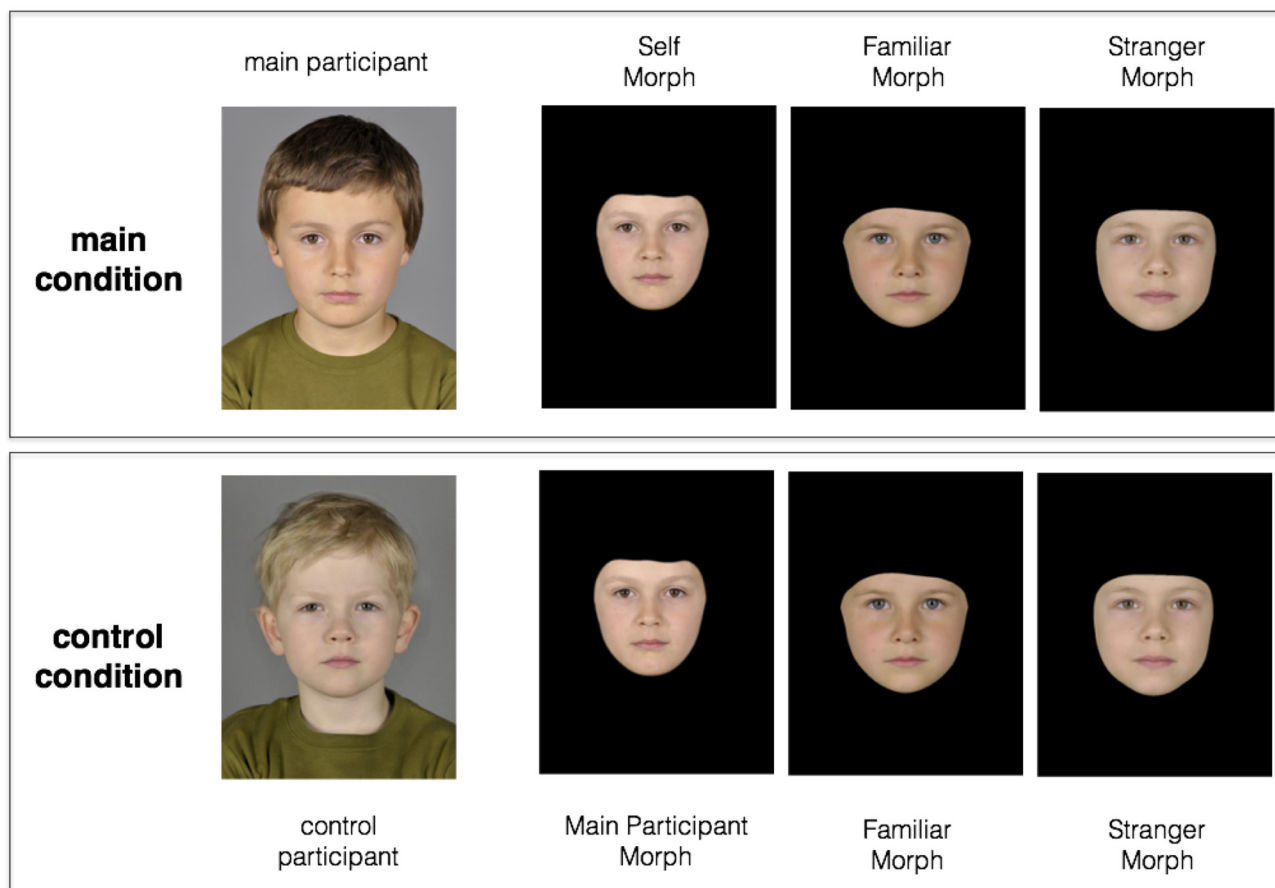 main participant
Self
Morph
Familiar
Morph
Stranger
Morph
main
condition
control
condition
control
participant
Main Participant
Morph
Familiar
Morph
Stranger
Morph